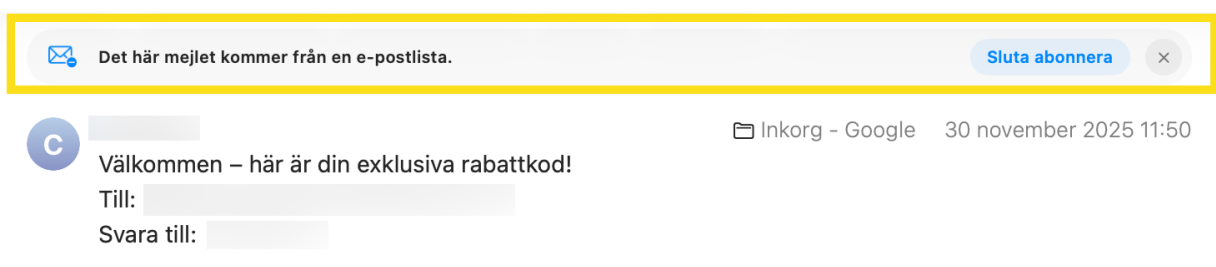 Det här mejlet kommer från en e-postlista. Sluta abonnera
C
Inkorg - Google 30 november 2025 11:50
Välkommen – här är din exklusiva rabattkod!
Till:
Svara till: